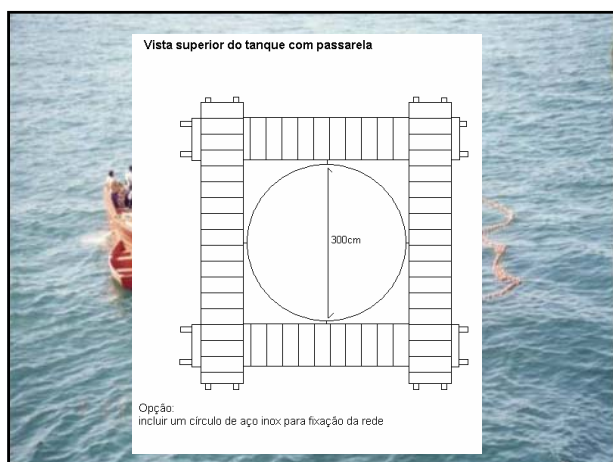 Vista superior do tanque com passarela
300cm
Opção:
incluir um círculo de aço inox para fixação da rede